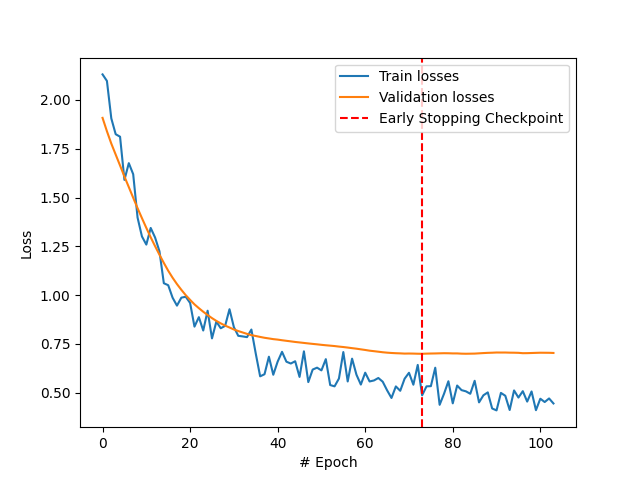 Train losses
Validation losses
Early Stopping Checkpoint
2.00
1.75
1.50
1.25
1.00
0.75
0.50
Loss
0 20 40 60 80 100
# Epoch